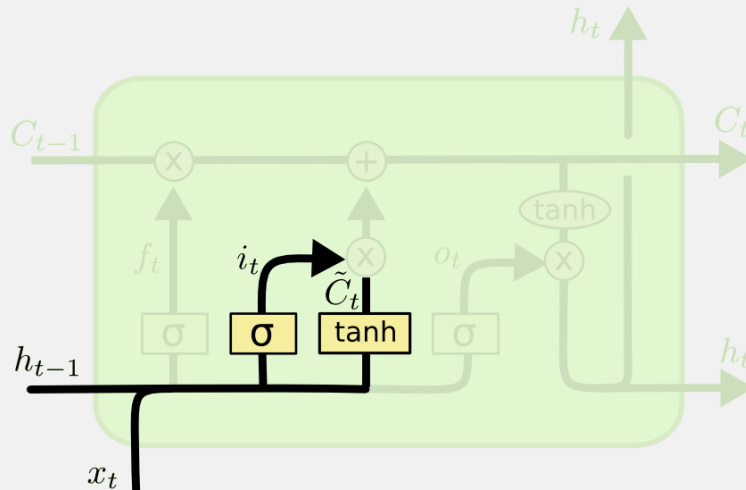 h_t
C_{t-1}
C_t
x
+
tanh
f_t
i_t
x
o_t
x
C̃_t
σ
σ
tanh
σ
h_{t-1}
h_t
x_t